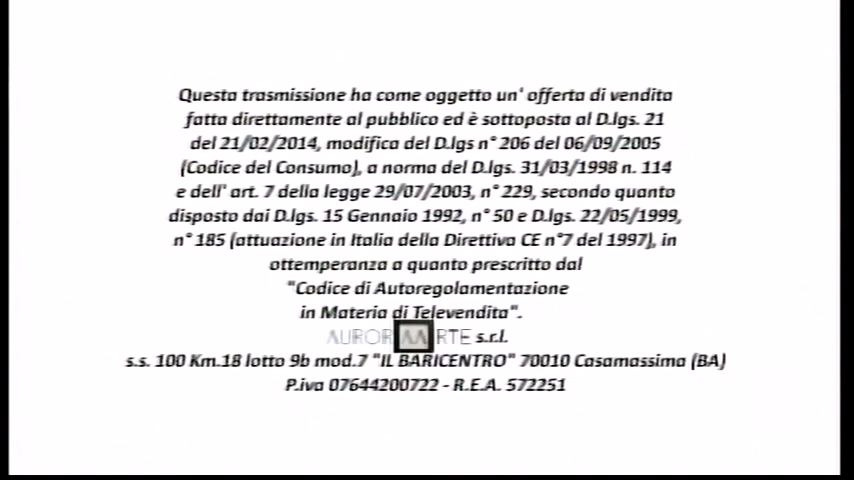 Questa trasmissione ha come oggetto un' offerta di vendita
fatta direttamente al pubblico ed è sottoposta al D.lgs. 21
del 21/02/2014, modifica del D.lgs n° 206 del 06/09/2005
(Codice del Consumo), a norma del D.lgs. 31/03/1998 n. 114
e dell' art. 7 della legge 29/07/2003, n° 229, secondo quanto
disposto dai D.lgs. 15 Gennaio 1992, n° 50 e D.lgs. 22/05/1999,
n° 185 (attuazione in Italia della Direttiva CE n°7 del 1997), in
ottemperanza a quanto prescritto dal
"Codice di Autoregolamentazione
in Materia di Televendita".
AURORAARTE s.r.l.
s.s. 100 Km.18 lotto 9b mod.7 "IL BARICENTRO" 70010 Casamassima (BA)
P.iva 07644200722 - R.E.A. 572251